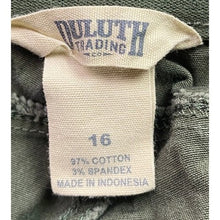 DULUTH
TRADING
CO
16
97% COTTON
3% SPANDEX
MADE IN INDONESIA